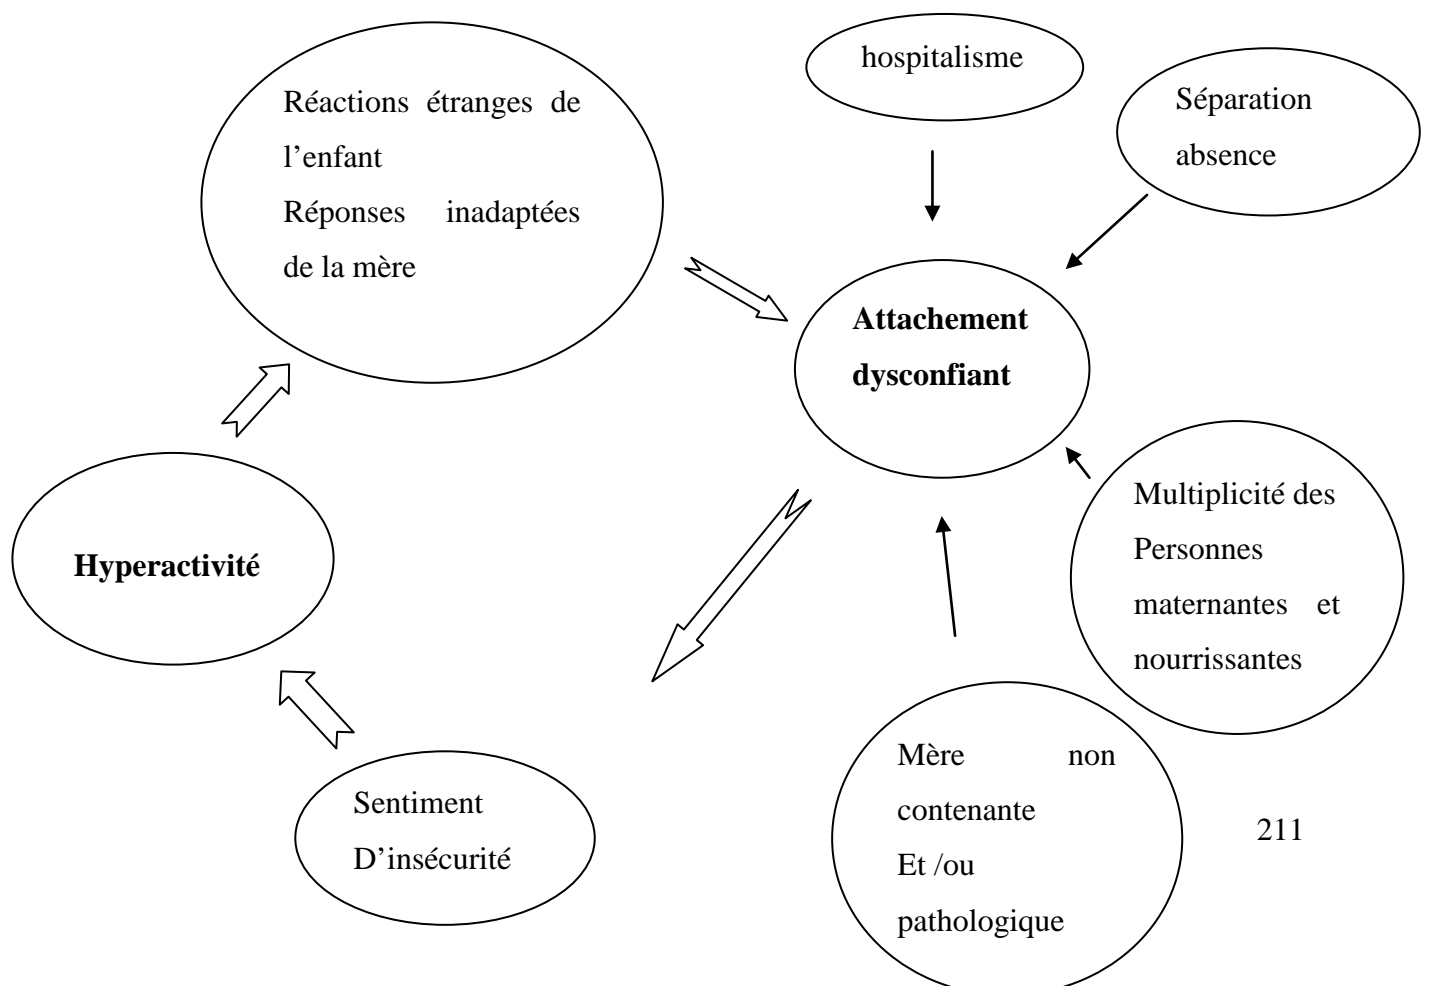 hospitalisme
Réactions étranges de
l’enfant
Réponses inadaptées
de la mère
Séparation
absence
Attachement
dysconfiant
Multiplicité des
Personnes
maternantes et
nourrissantes
Hyperactivité
Mère non
contenante
Et /ou
pathologique
Sentiment
D’insécurité
211